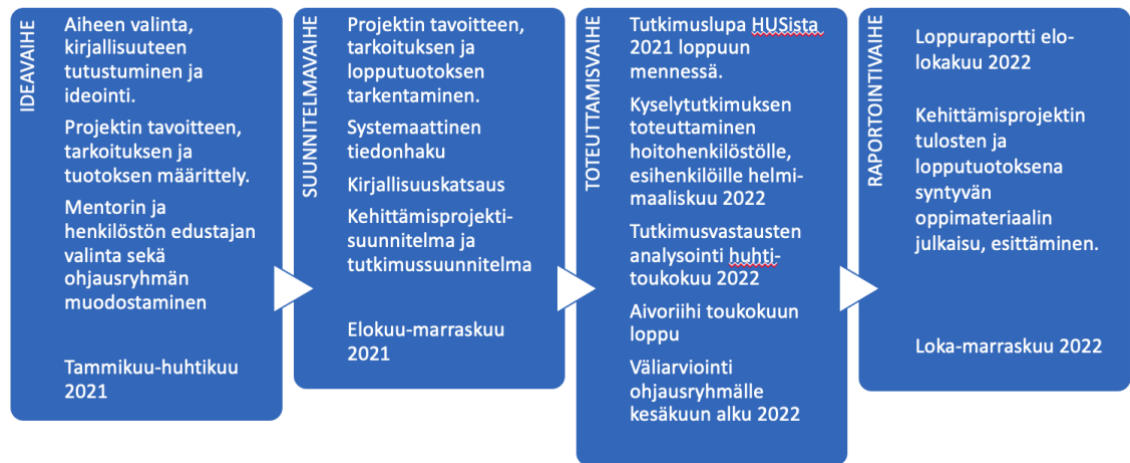 IDEAVAIHE
Aiheen valinta,
kirjallisuuteen
tutustuminen ja
ideointi.
Projektin tavoitteen,
tarkoituksen ja
tuotoksen määrittely.
Mentorin ja
henkilöstön edustajan
valinta sekä
ohjausryhmän
muodostaminen
Tammikuu-huhtikuu
2021
SUUNNITELMAVAIHE
Projektin tavoitteen,
tarkoituksen ja
lopputuotoksen
tarkentaminen.
Systemaattinen
tiedonhaku
Kirjallisuuskatsaus
Kehittämisprojekti-
suunnitelma ja
tutkimussuunnitelma
Elokuu-marraskuu
2021
TOTEUTTAMISVAIHE
Tutkimuslupa HUSista
2021 loppuun
mennessä.
Kyselytutkimuksen
toteuttaminen
hoitohenkilöstölle,
esihenkilöille helmi-
maaliskuu 2022
Tutkimusvastausten
analysointi huhti-
toukokuu 2022
Aivoriihi toukokuun
loppu
Väliarviointi
ohjausryhmälle
kesäkuun alku 2022
RAPORTOINTIVAIHE
Loppuraportti elo-
lokakuu 2022
Kehittämisprojektin
tulosten ja
lopputuotoksena
syntyvän
oppimateriaalin
julkaisu, esittäminen.
Loka-marraskuu 2022